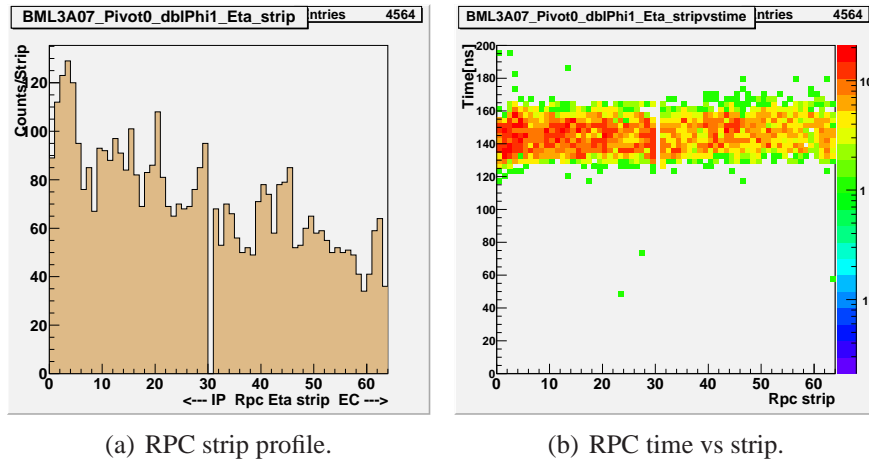 BML3A07_Pivot0_dblPhi1_Eta_strip
ntries 4564
Counts/Strip
120
100
80
60
40
20
0
0 10 20 30 40 50 60
<--- IP Rpc Eta strip EC --->
(a) RPC strip profile.
BML3A07_Pivot0_dblPhi1_Eta_stripvstime
ntries 4564
Time[ns]
200
180
160
140
120
100
80
60
40
20
0
0 10 20 30 40 50 60
Rpc strip
10
1
1
(b) RPC time vs strip.